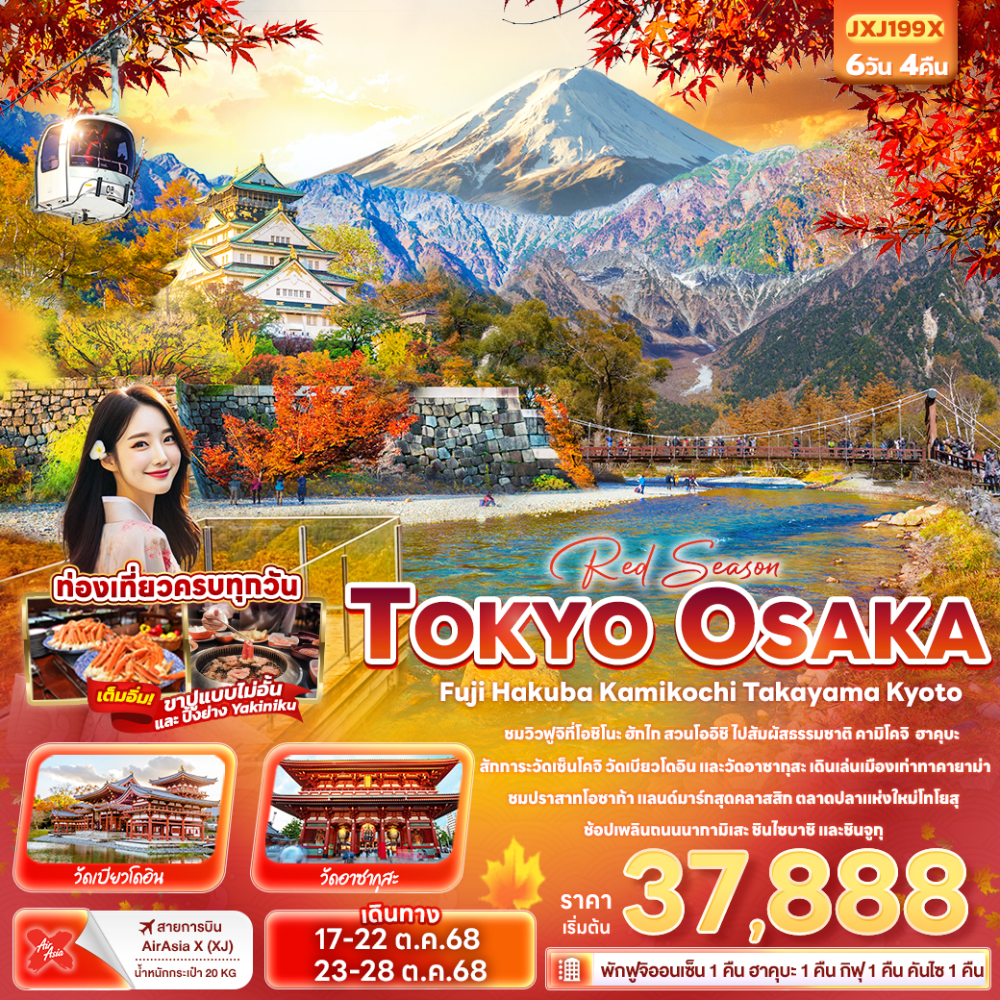 JXJ199X
6วัน 4คืน
Red Season
ท่องเที่ยวครบทุกวัน
TOKYO OSAKA
เต็มอิ่ม! ขาปูแบบไม่อั้น
และ ปิ้งย่าง Yakiniku
Fuji Hakuba Kamikochi Takayama Kyoto
ชมวิวฟูจิที่โอชิโนะ ฮักไก สวนโออิชิ ไปสัมผัสธรรมชาติ คามิโคจิ ฮาคุบะ
สักการะวัดเซ็นโคจิ วัดเบียวโดอิน และวัดอาซากุสะ เดินเล่นเมืองเก่าทาคายาม่า
ชมปราสาทโอซาก้า แลนด์มาร์กสุดคลาสสิก ตลาดปลาแห่งใหม่โทโยสุ
ช้อปเพลินถนนนากามิเสะ ชินไซบาชิ และชินจูกุ
วัดเบียวโดอิน
วัดอาซากุสะ
ราคา
เริ่มต้น
37,888
Air Asia
สายการบิน
AirAsia X (XJ)
น้ำหนักกระเป๋า 20 KG
เดินทาง
17-22 ต.ค.68
23-28 ต.ค.68
พักฟูจิออนเซ็น 1 คืน ฮาคุบะ 1 คืน กิฟุ 1 คืน คันไซ 1 คืน